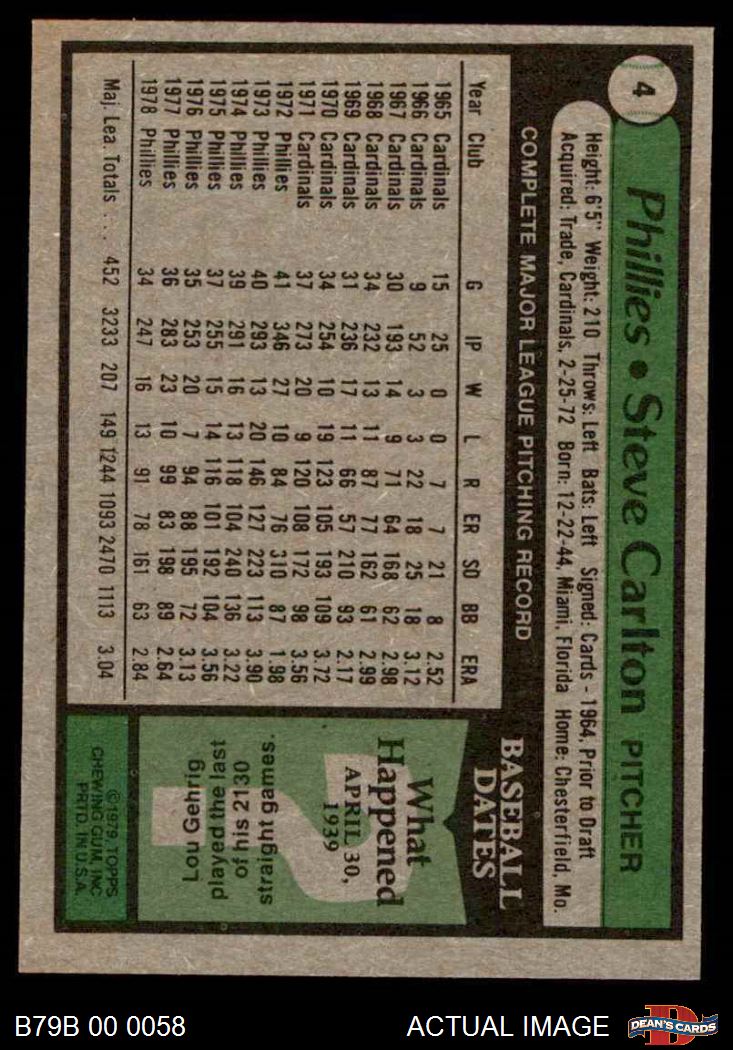 4
Phillies • Steve Carlton PITCHER
Height: 6'5" Weight: 210 Throws: Left Bats: Left Signed: Cards - 1964, Prior to Draft
Acquired: Trade, Cardinals, 2-25-72 Born: 12-22-44, Miami, Florida Home: Chesterfield, Mo.
COMPLETE MAJOR LEAGUE PITCHING RECORD
Year Club G IP W L R ER SO BB ERA
1965 Cardinals 15 25 0 0 7 7 21 8 2.52
1966 Cardinals 9 52 3 3 22 18 25 18 3.12
1967 Cardinals 30 193 14 9 71 64 168 62 2.98
1968 Cardinals 34 232 13 11 87 77 162 61 2.99
1969 Cardinals 31 236 17 11 66 57 210 93 2.17
1970 Cardinals 34 254 10 19 123 105 193 109 3.72
1971 Cardinals 37 273 20 9 120 108 172 98 3.56
1972 Phillies 41 346 27 10 84 76 310 87 1.98
1973 Phillies 40 293 13 20 146 127 223 113 3.90
1974 Phillies 39 291 16 13 118 104 240 136 3.22
1975 Phillies 37 255 15 14 116 101 192 104 3.56
1976 Phillies 35 253 20 7 94 88 195 72 3.13
1977 Phillies 36 283 23 10 99 83 198 89 2.64
1978 Phillies 34 247 16 13 91 78 161 63 2.84
Maj. Lea. Totals . . . 452 3233 207 149 1244 1093 2470 1113 3.04
BASEBALL
DATES
What
Happened
APRIL 30,
1939
?
Lou Gehrig
played the last
of his 2130
straight games.
©1979, TOPPS
CHEWING GUM, INC
PRTD. IN U.S.A.
B79B 00 0058
ACTUAL IMAGE
D
DEAN'S CARDS